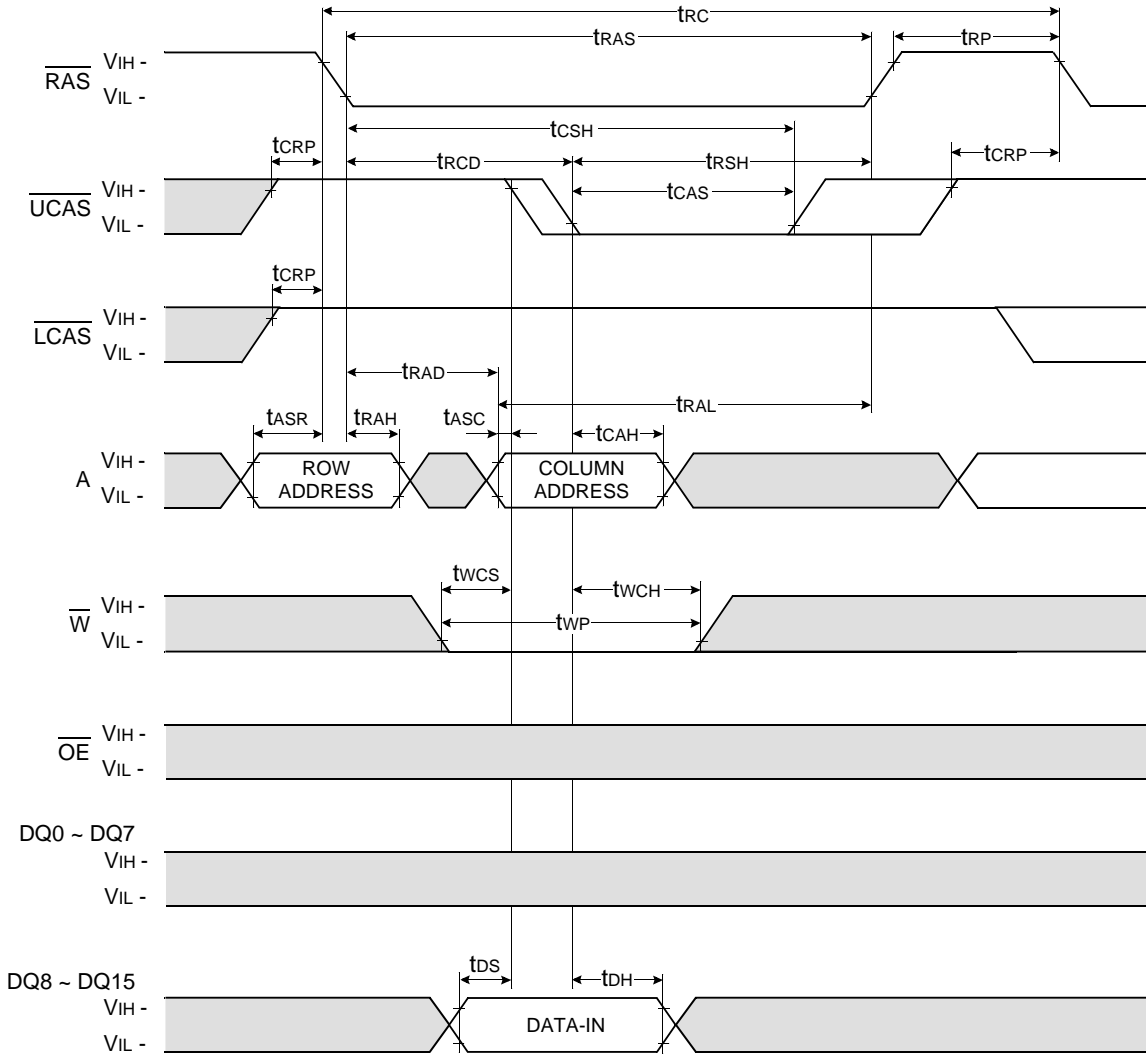 tRC
tRAS
tRP
RAS
VIH -
VIL -
tCSH
tCRP
tRCD
tRSH
tCRP
UCAS
VIH -
VIL -
tCAS
tCRP
LCAS
VIH -
VIL -
tRAD
tRAL
tASR
tRAH
tASC
tCAH
A
VIH -
VIL -
ROW
ADDRESS
COLUMN
ADDRESS
tWCS
tWCH
W
VIH -
VIL -
tWP
OE
VIH -
VIL -
DQ0 ~ DQ7
VIH -
VIL -
tDS
tDH
DQ8 ~ DQ15
VIH -
VIL -
DATA-IN